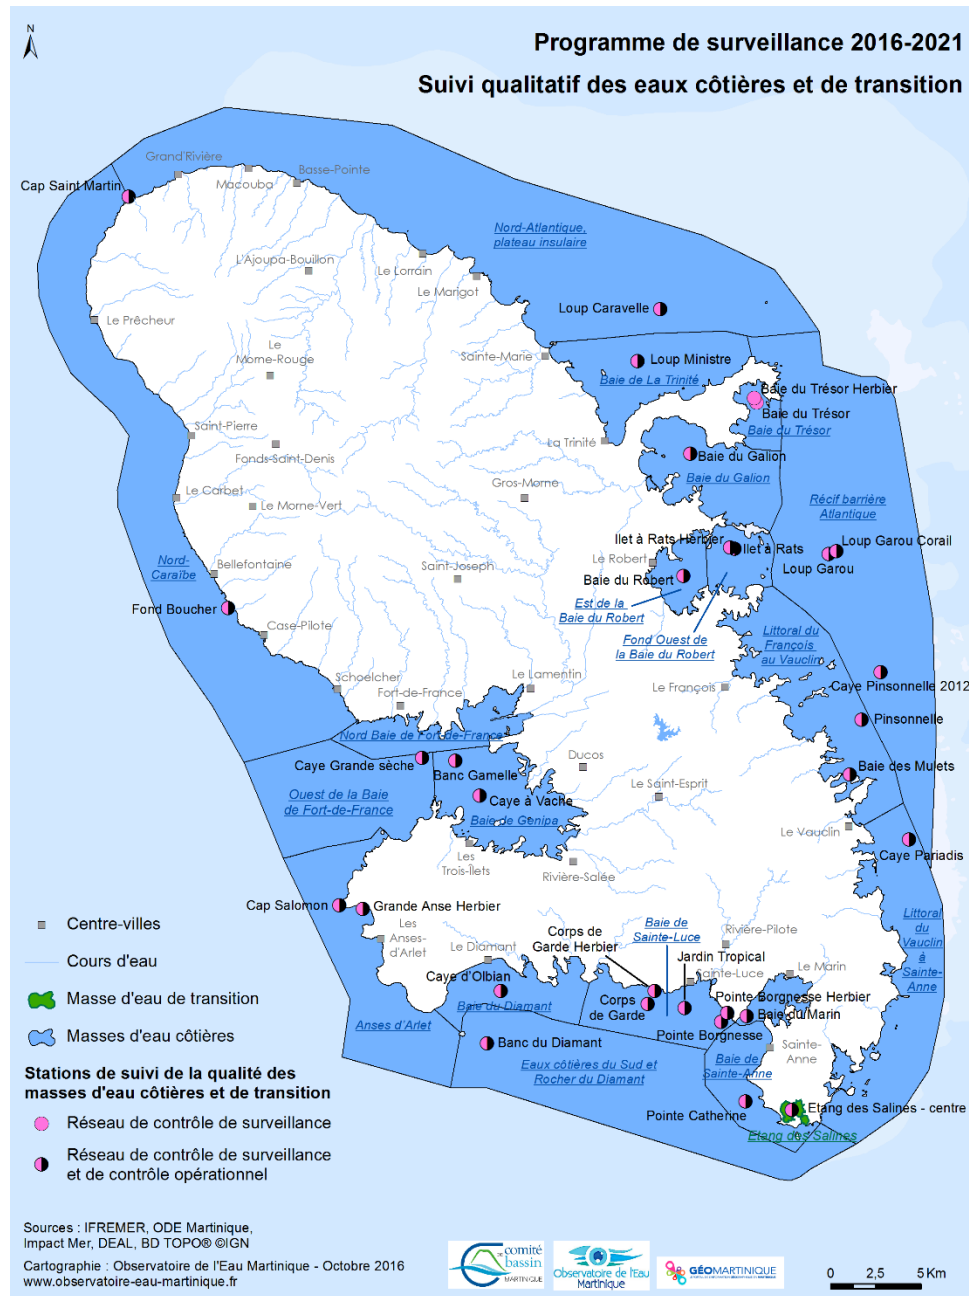 N
Programme de surveillance 2016-2021
Suivi qualitatif des eaux côtières et de transition
Grand'Rivière
Cap Saint Martin
Macouba
Basse-Pointe
Nord-Atlantique,
plateau insulaire
L'Ajoupa-Bouillon
Le Lorrain
Le Marigot
Loup Caravelle
Le Prêcheur
Le
Morne-Rouge
Sainte-Marie
Loup Ministre
Baie de La Trinité
Baie du Trésor Herbier
Baie du Trésor
Baie du Trésor
Saint-Pierre
Fonds-Saint-Denis
La Trinité
Baie du Galion
Baie du Galion
Gros-Morne
Le Carbet
Le Morne-Vert
Récif barrière
Atlantique
Ilet à Rats Herbier
Ilet à Rats
Loup Garou Corail
Loup Garou
Le Robert
Nord-
Caraïbe
Bellefontaine
Saint-Joseph
Baie du Robert
Fond Boucher
Est de la
Baie du Robert
Case-Pilote
Fond Ouest de
la Baie du Robert
Littoral du
François
au Vauclin
Schoelcher
Fort-de-France
Le Lamentin
Le François
Caye Pinsonnelle 2012
Pinsonnelle
Nord Baie de Fort-de-France
Caye Grande sèche
Banc Gamelle
Ducos
Baie des Mulets
Ouest de la Baie
de Fort-de-France
Caye à Vache
Baie de Génipa
Le Saint-Esprit
Le Vauclin
Caye Pariadis
Les
Trois-Îlets
Rivière-Salée
Cap Salomon
Grande Anse Herbier
Les
Anses-
d'Arlet
Le Diamant
Corps de
Garde Herbier
Baie de
Sainte-Luce
Rivière-Pilote
Littoral
du
Vauclin
à
Sainte-
Anne
Jardin Tropical
Sainte-Luce
Le Marin
Caye d'Olbian
Baie du Diamant
Corps
de Garde
Pointe Borgnesse Herbier
Baie du Marin
Pointe Borgnesse
Anses d'Arlet
Banc du Diamant
Eaux côtières du Sud et
Rocher du Diamant
Sainte-
Anne
Baie de
Sainte-Anne
Pointe Catherine
Etang des Salines - centre
Etang des Salines
Centre-villes
Cours d'eau
Masse d'eau de transition
Masses d'eau côtières
Stations de suivi de la qualité des
masses d'eau côtières et de transition
Réseau de contrôle de surveillance
Réseau de contrôle de surveillance
et de contrôle opérationnel
Sources : IFREMER, ODE Martinique,
Impact Mer, DEAL, BD TOPO® ©IGN
Cartographie : Observatoire de l'Eau Martinique - Octobre 2016
www.observatoire-eau-martinique.fr
comité
DE
bassin
MARTINIQUE
Observatoire de l'Eau
Martinique
GÉOMARTINIQUE
0 2,5 5 Km